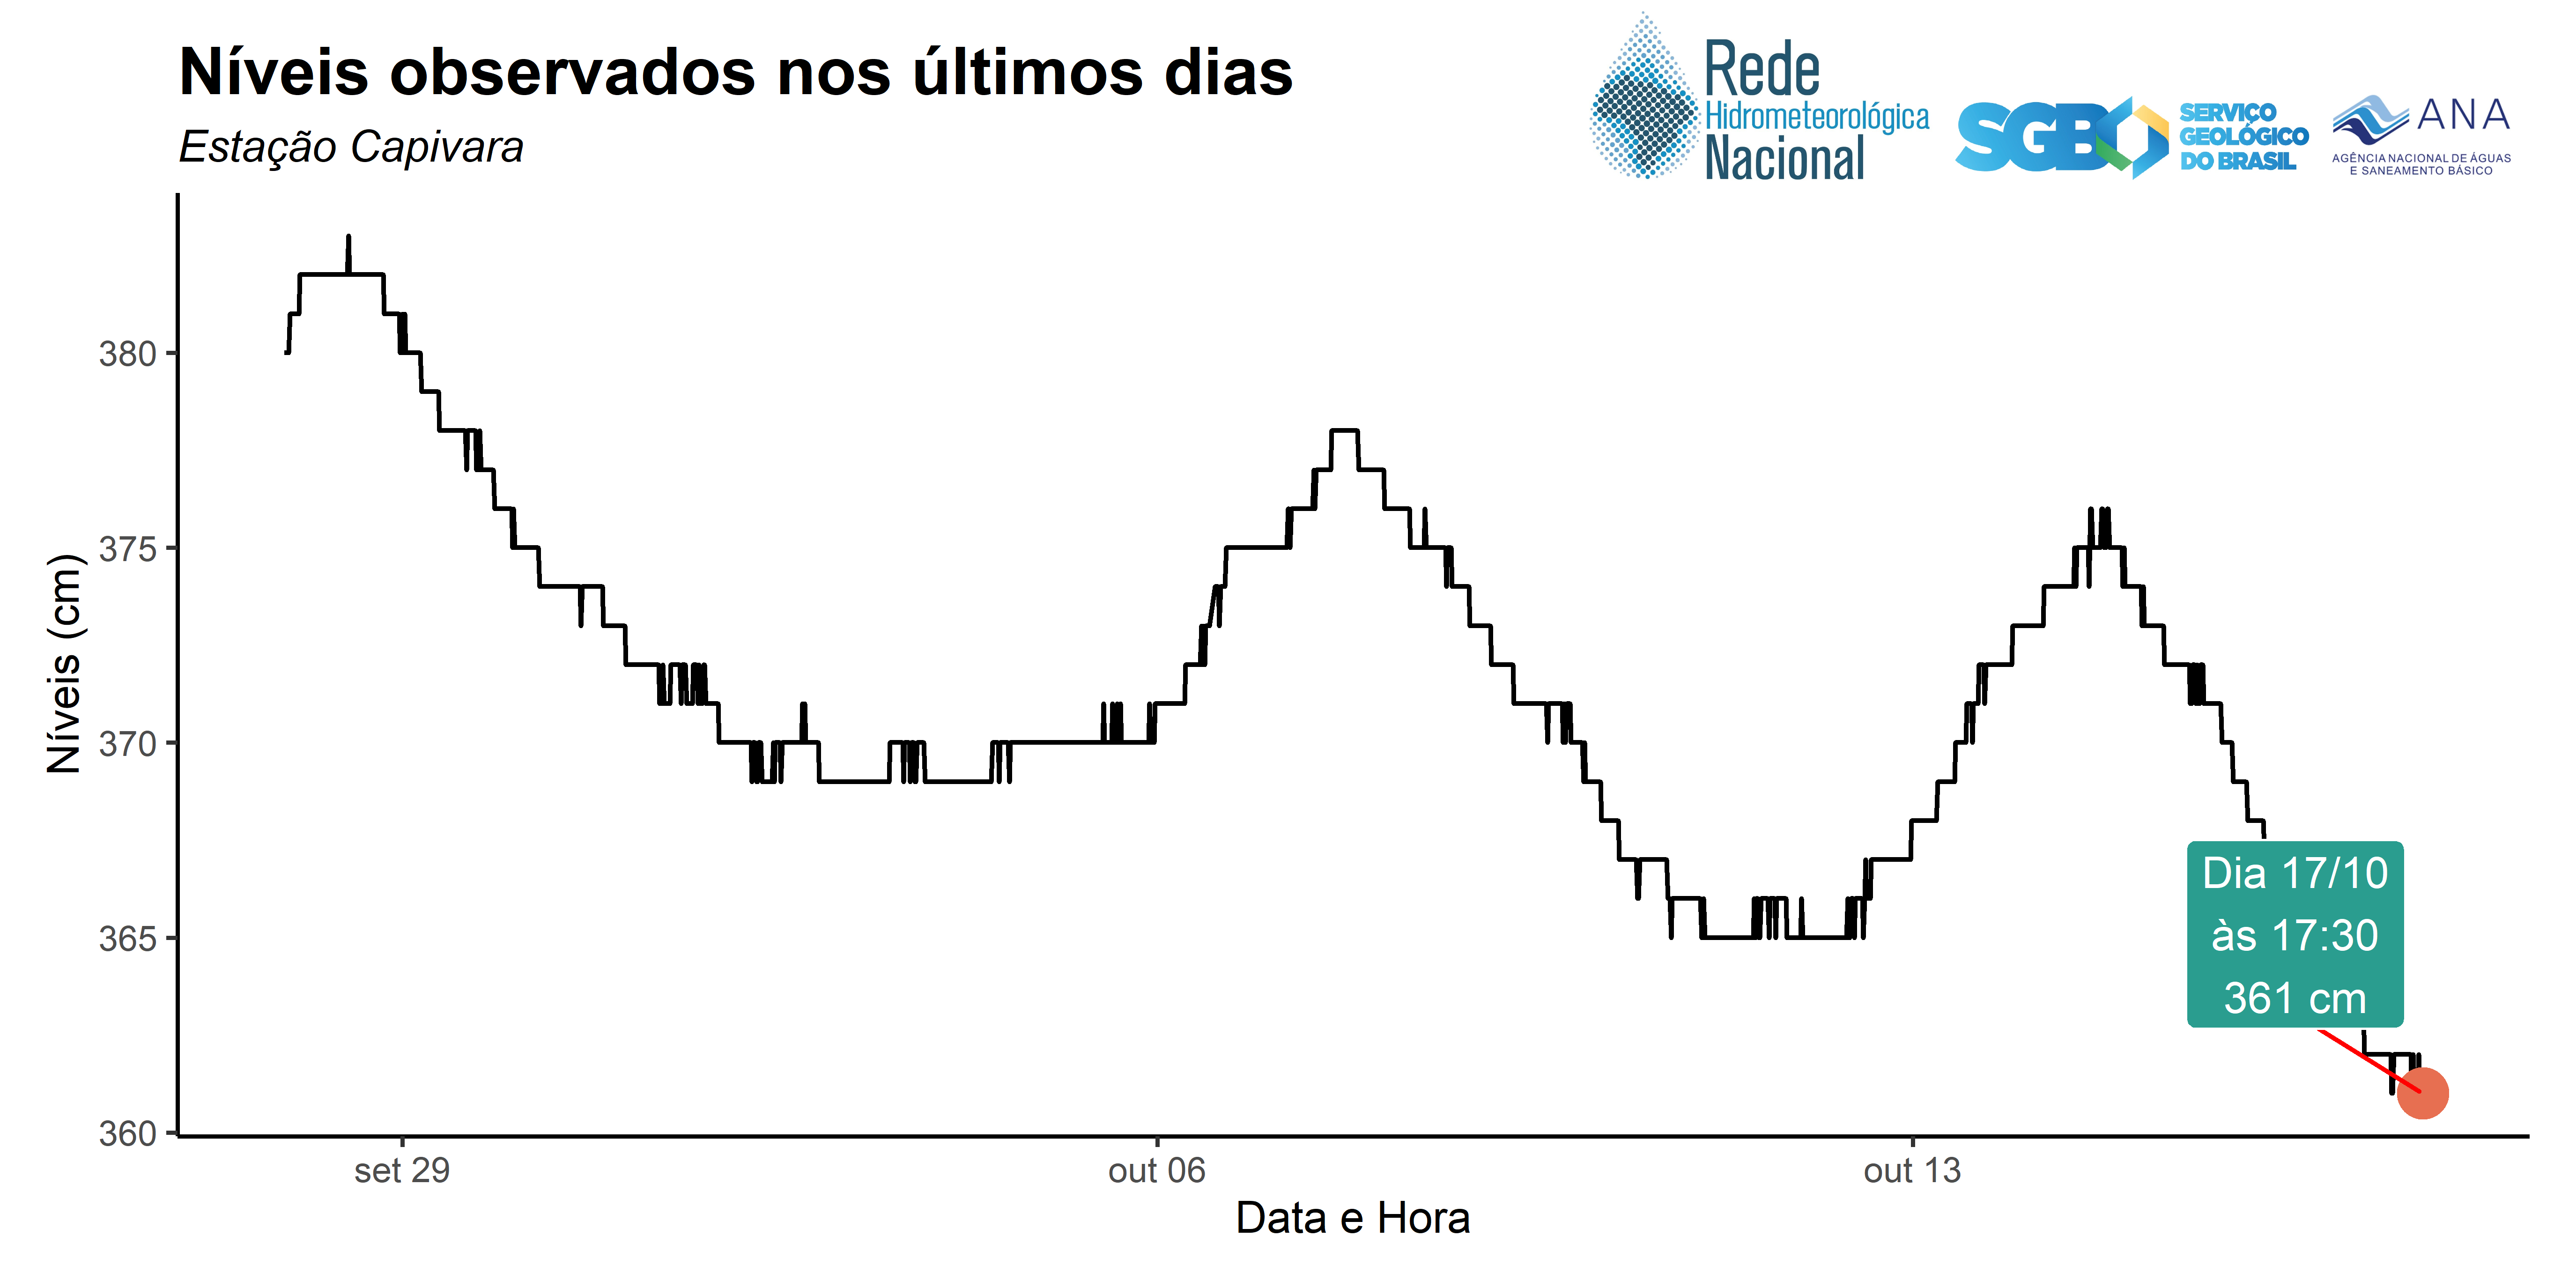 Níveis observados nos últimos dias
Estação Capivara
Rede
Hidrometeorológica
Nacional
SGB
SERVIÇO
GEOLÓGICO
DO BRASIL
ANA
AGÊNCIA NACIONAL DE ÁGUAS
E SANEAMENTO BÁSICO
Níveis (cm)
380
375
370
365
360
Dia 17/10
às 17:30
361 cm
set 29
out 06
out 13
Data e Hora